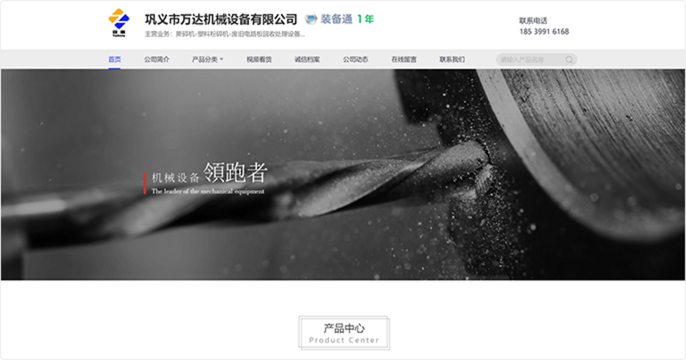 巩义市万达机械设备有限公司 装备通 1年
主营业务：撕碎机-塑料粉碎机-废旧电路板回收处理设备...
联系电话
185 3991 6168
首页 公司简介 产品分类 视频看货 诚信档案 公司动态 在线留言 联系我们 请输入产品名称
机械设备 領跑者
The leader of the mechanical equipment
产品中心
Product Center